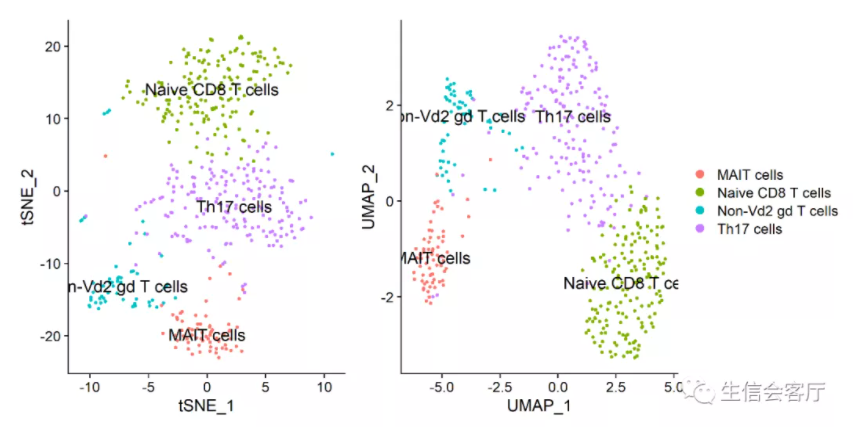 20
10
0
-10
-20
-10
-5
0
5
10
tSNE_2
tSNE_1
Naive CD8 T cells
Th17 cells
n-Vd2 gd T cells
MAIT cells
2
0
-2
-5.0
-2.5
0.0
2.5
5.0
UMAP_2
UMAP_1
on-Vd2 gd T cells
Th17 cells
MAIT cells
Naive CD8 T ce
MAIT cells
Naive CD8 T cells
Non-Vd2 gd T cells
Th17 cells
生信会客厅